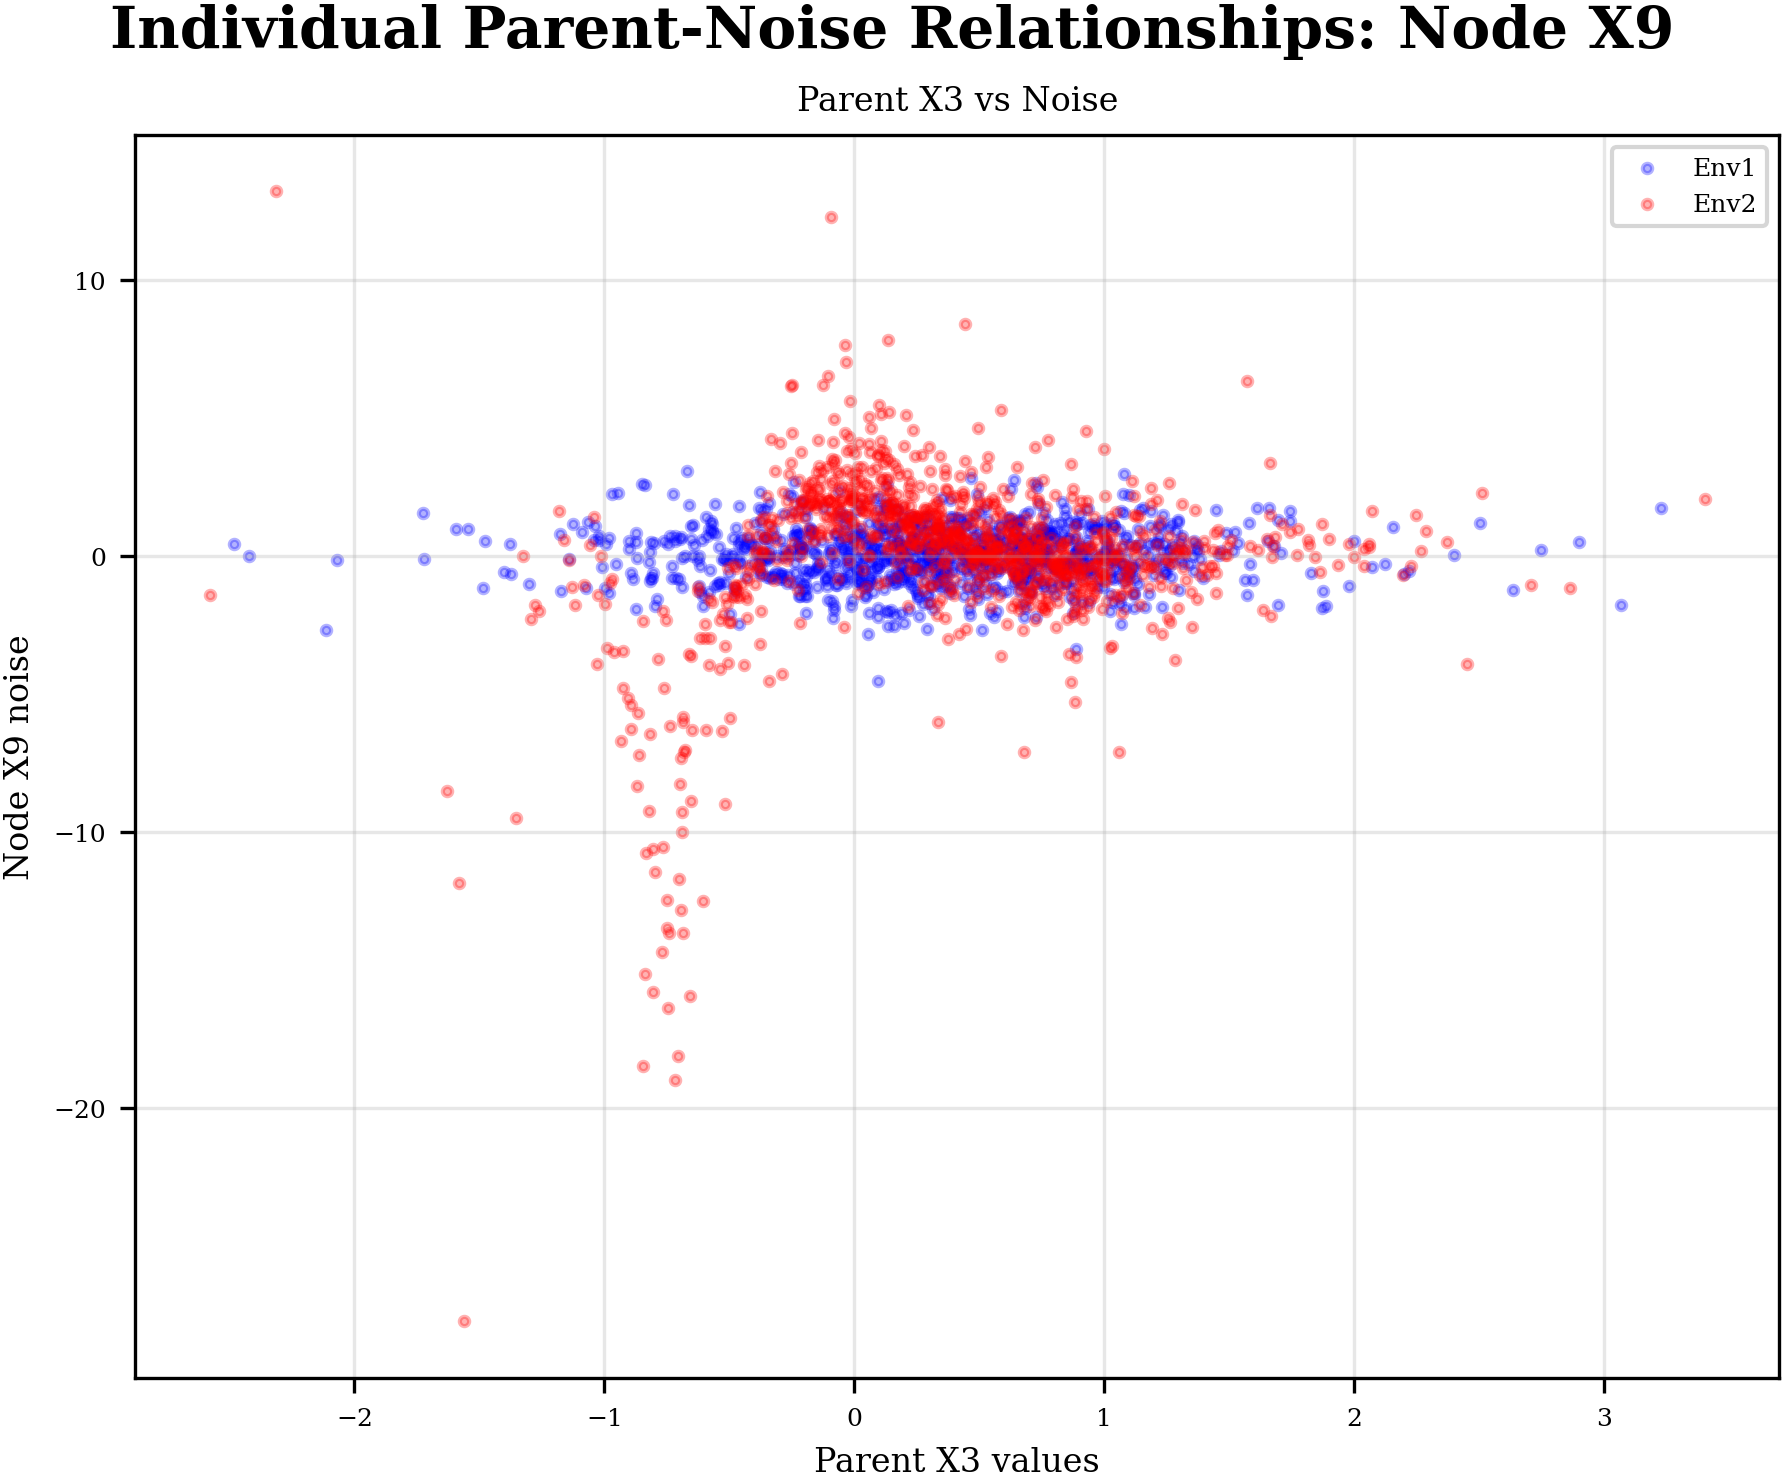 Individual Parent-Noise Relationships: Node X9
Parent X3 vs Noise
Env1
Env2
10
0
−10
−20
Node X9 noise
−2
−1
0
1
2
3
Parent X3 values